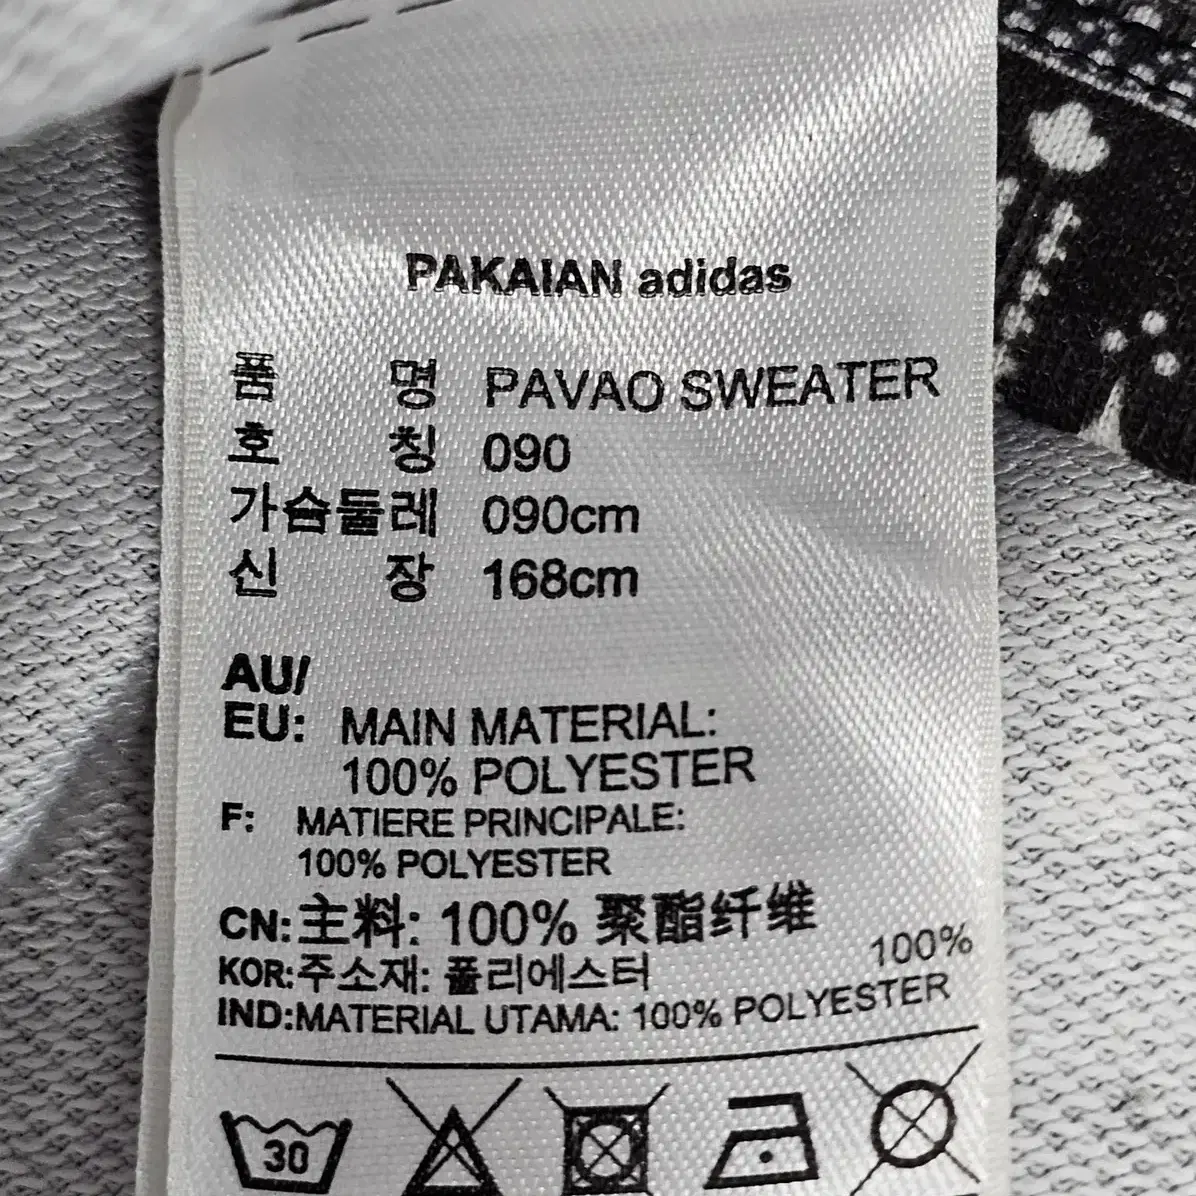 PAKAIAN adidas
품 명 PAVAO SWEATER
호 칭 090
가슴둘레 090cm
신 장 168cm
AU/
EU: MAIN MATERIAL:
100% POLYESTER
F: MATIERE PRINCIPALE:
100% POLYESTER
CN:主料: 100% 聚酯纤维
KOR:주소재: 폴리에스터 100%
IND:MATERIAL UTAMA: 100% POLYESTER
30